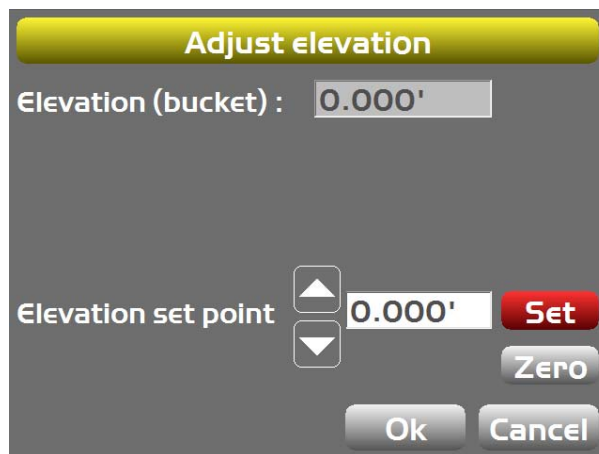 Adjust elevation
Elevation (bucket) : 0.000'
Elevation set point 0.000' Set
Zero
Ok Cancel